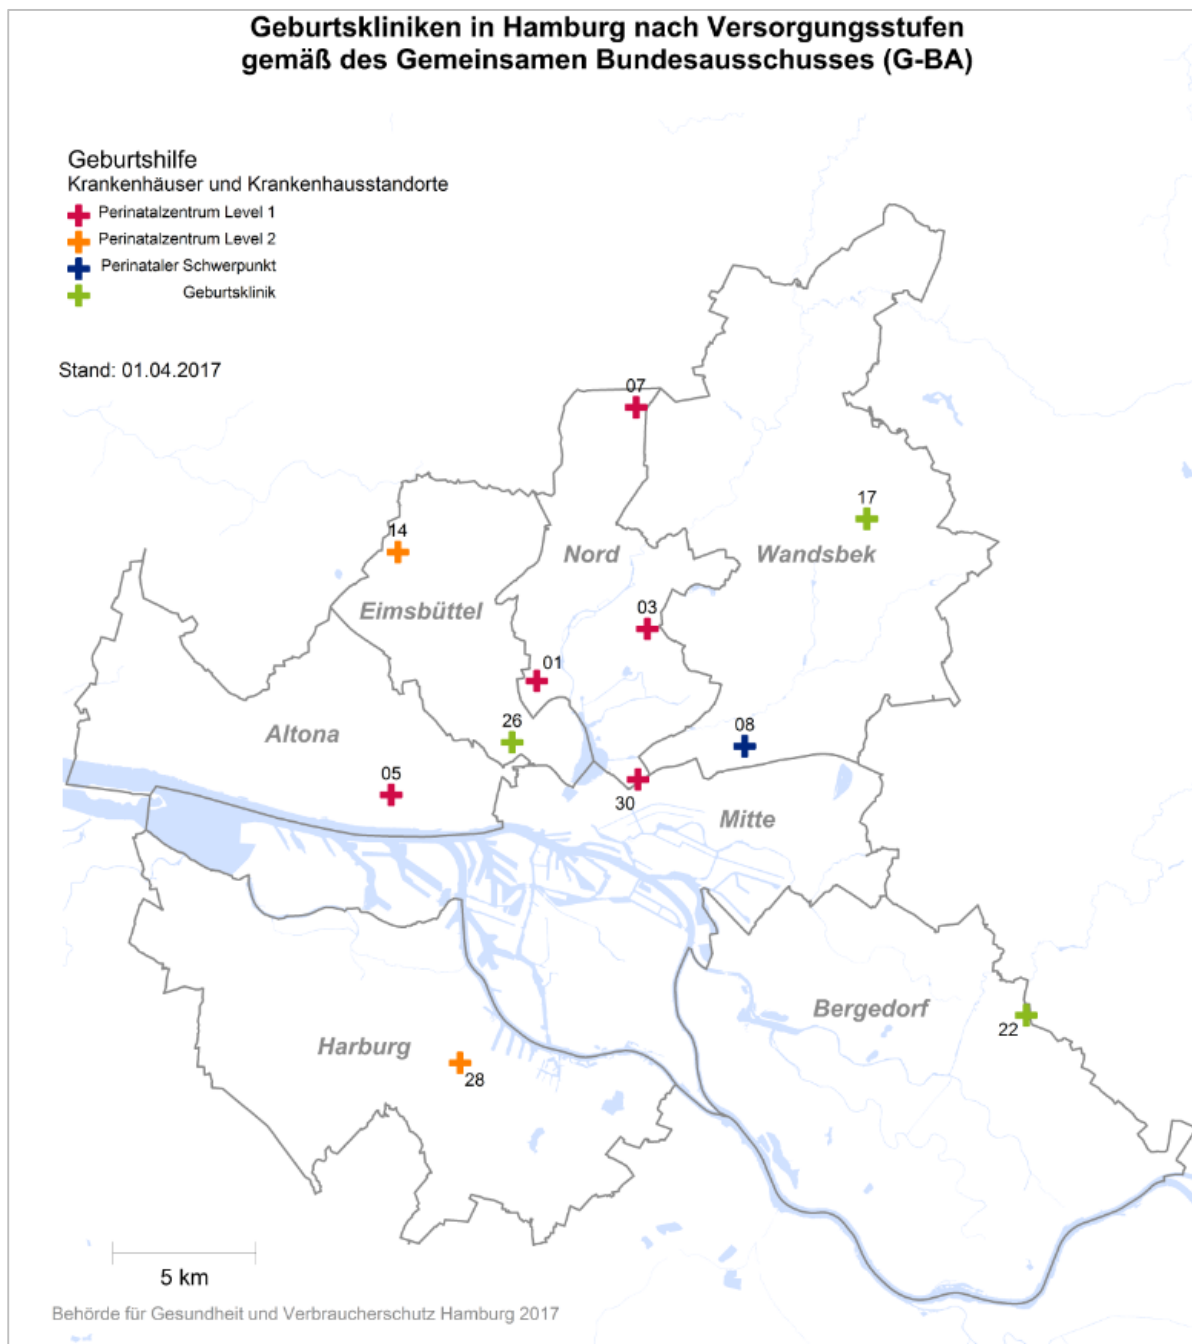 Geburtskliniken in Hamburg nach Versorgungsstufen
gemäß des Gemeinsamen Bundesausschusses (G-BA)
Geburtshilfe
Krankenhäuser und Krankenhausstandorte
Perinatalzentrum Level 1
Perinatalzentrum Level 2
Perinataler Schwerpunkt
Geburtsklinik
Stand: 01.04.2017
07
17
14
Nord
Wandsbek
Eimsbüttel
03
01
26
08
Altona
05
30
Mitte
Bergedorf
22
Harburg
28
5 km
Behörde für Gesundheit und Verbraucherschutz Hamburg 2017